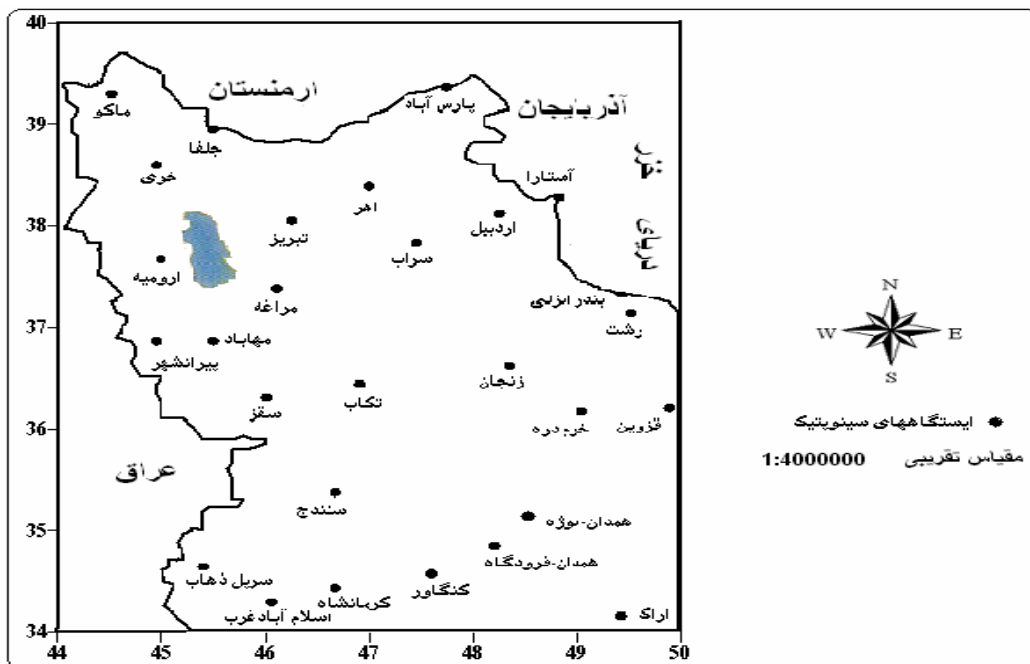 40
39
38
37
36
35
34
44
45
46
47
48
49
50
ارمنستان
آذربایجان
دریای خزر
عراق
ماکو
جلفا
پارس آباد
خوی
اهر
آستارا
اردبیل
تبریز
سراب
ارومیه
مراغه
بندر انزلی
رشت
پیرانشهر
مهاباد
زنجان
تکاب
سقز
خرم دره
قزوین
سنندج
همدان-نوژه
همدان-فرودگاه
سرپل ذهاب
کنگاور
کرمانشاه
اسلام آبادغرب
اراک
N
W
E
S
ایستگاههای سینوپتیک
مقیاس تقریبی 1:4000000